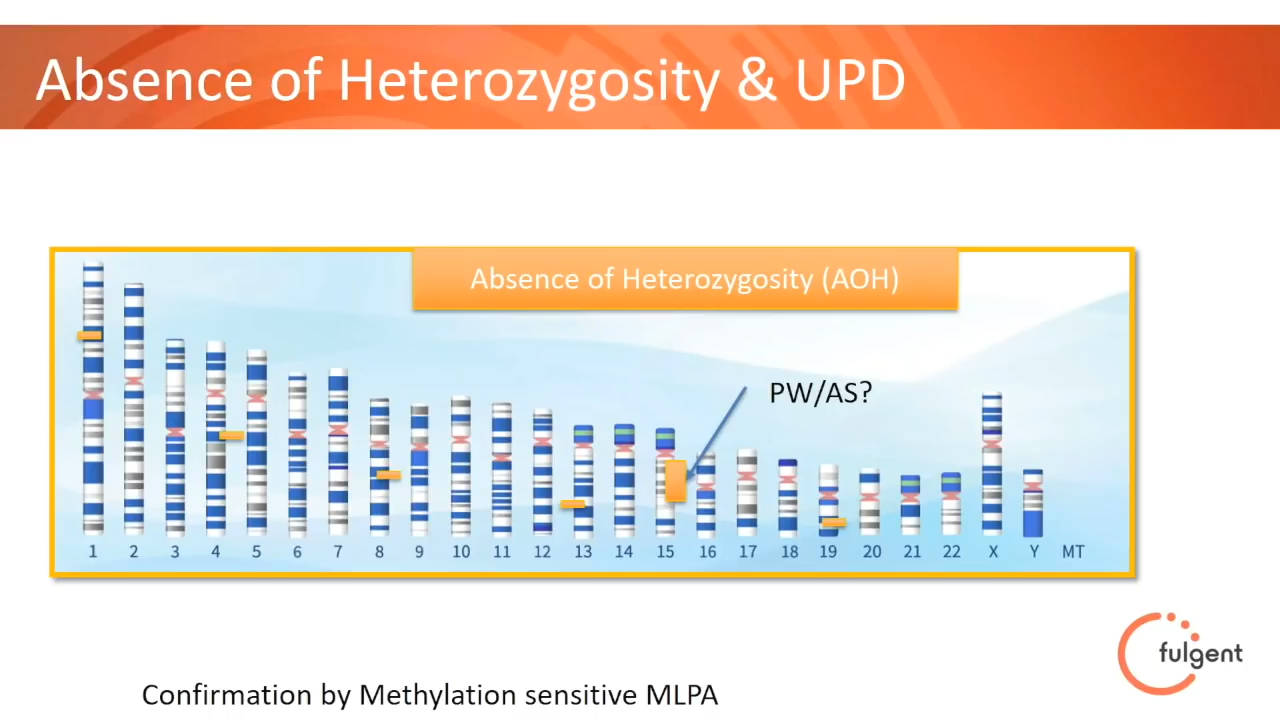 Absence of Heterozygosity & UPD
Absence of Heterozygosity (AOH)
PW/AS?
1 2 3 4 5 6 7 8 9 10 11 12 13 14 15 16 17 18 19 20 21 22 X Y MT
fulgent
Confirmation by Methylation sensitive MLPA